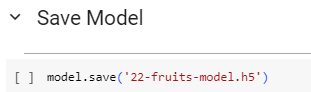 Save Model
[ ] model.save('22-fruits-model.h5')